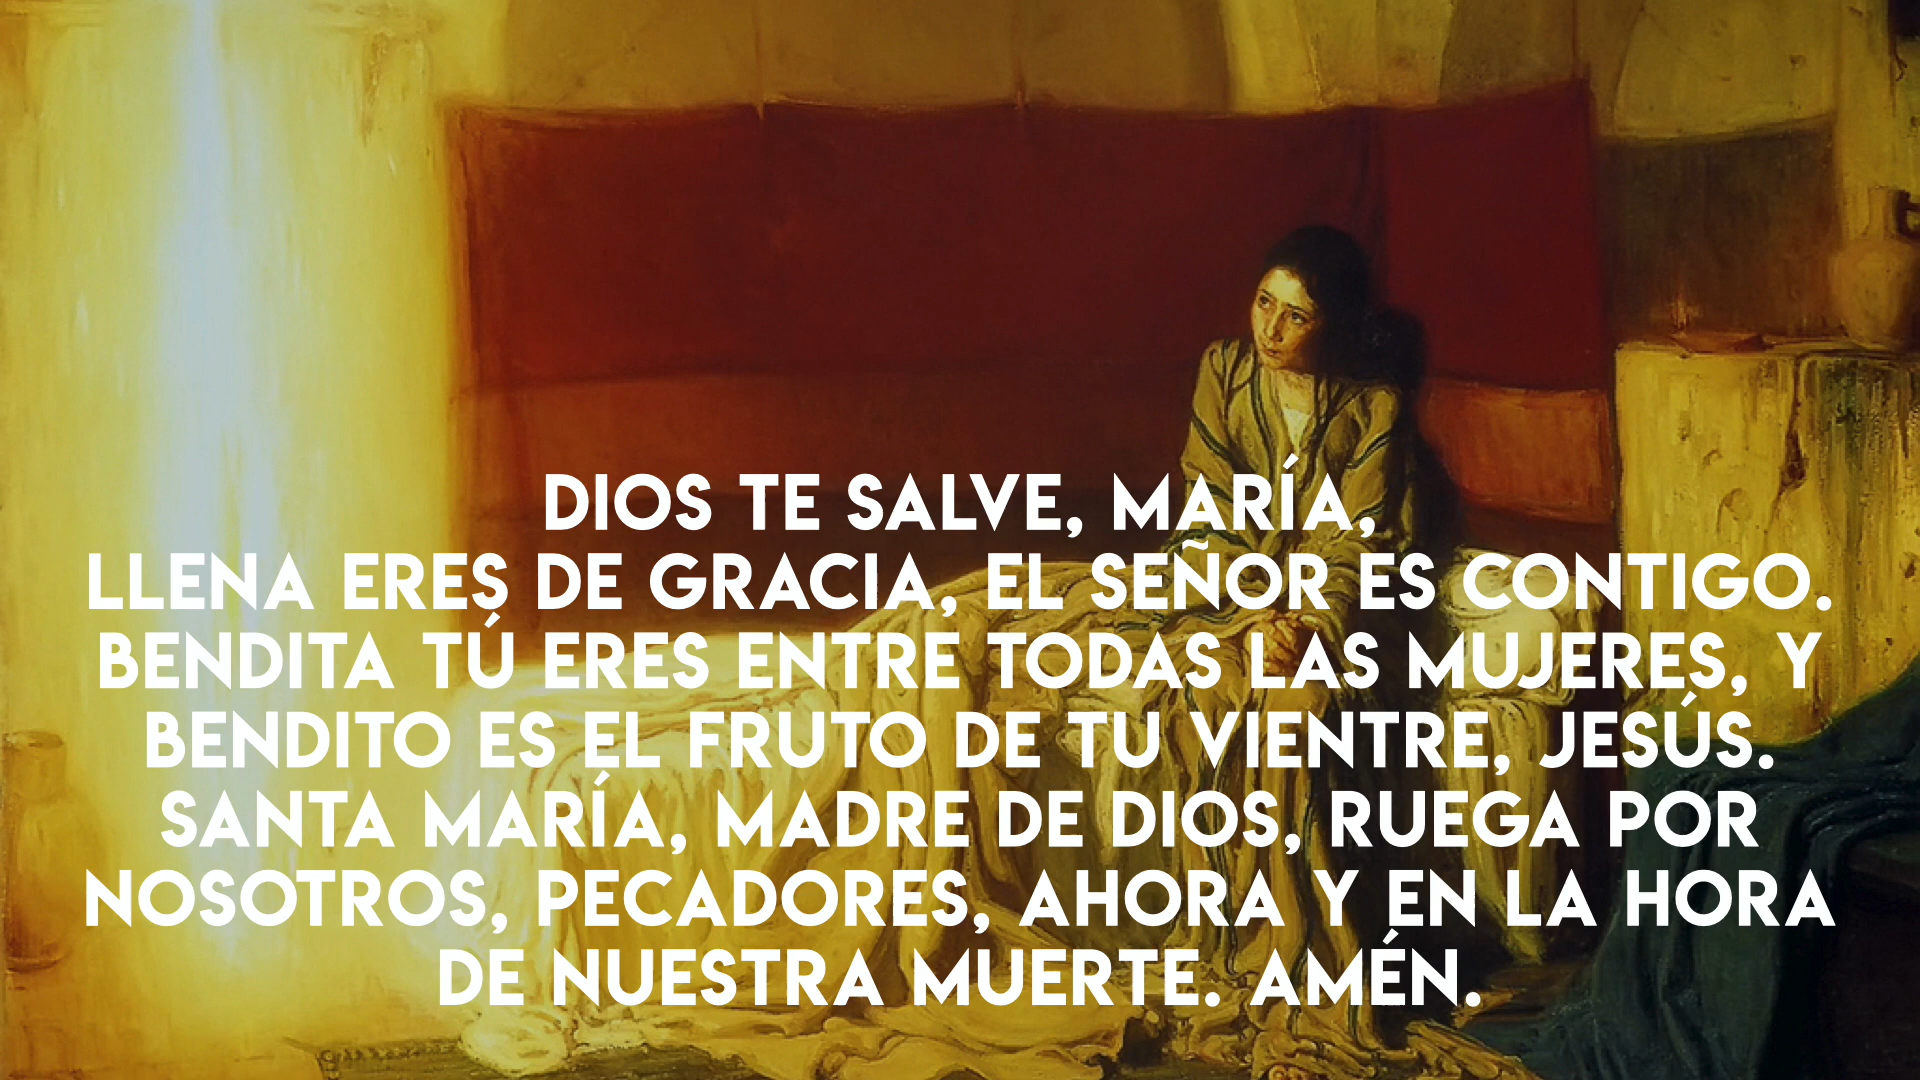 DIOS TE SALVE, MARÍA,
LLENA ERES DE GRACIA, EL SEÑOR ES CONTIGO.
BENDITA TÚ ERES ENTRE TODAS LAS MUJERES, Y
BENDITO ES EL FRUTO DE TU VIENTRE, JESÚS.
SANTA MARÍA, MADRE DE DIOS, RUEGA POR
NOSOTROS, PECADORES, AHORA Y EN LA HORA
DE NUESTRA MUERTE. AMÉN.